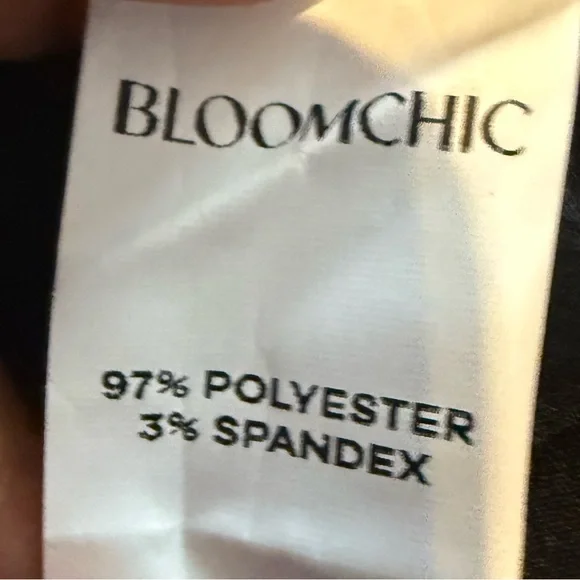 BLOOMCHIC
97% POLYESTER
3% SPANDEX